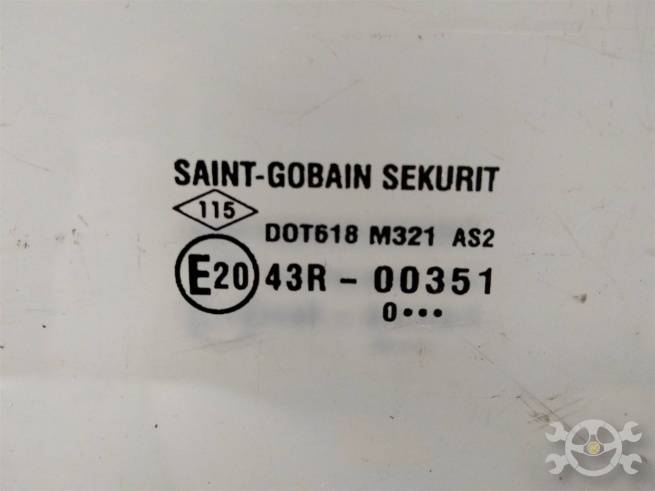 SAINT-GOBAIN SEKURIT
115
DOT618 M321 AS2
E20 43R - 00351
0•••